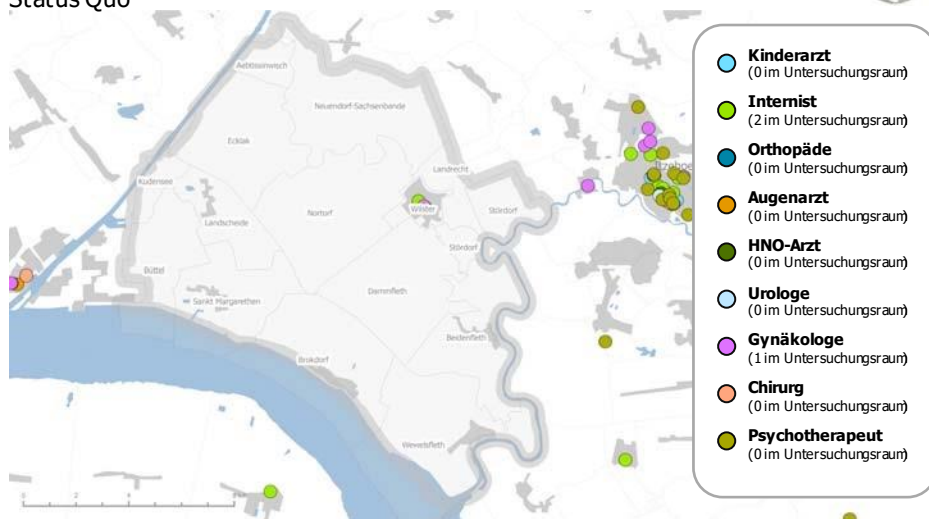 Status Quo
Aebtissinwisch
Neuendorf-Sachsenbande
Ecklak
Landrecht
Kudensee
Wilster
Stördorf
Nortorf
Landscheide
Stördorf
Büttel
Dammfleth
Sankt Margarethen
Beidenfleth
Brokdorf
Wewelsfleth
Kinderarzt
(0 im Untersuchungsraum)
Internist
(2 im Untersuchungsraum)
Orthopäde
(0 im Untersuchungsraum)
Augenarzt
(0 im Untersuchungsraum)
HNO-Arzt
(0 im Untersuchungsraum)
Urologe
(0 im Untersuchungsraum)
Gynäkologe
(1 im Untersuchungsraum)
Chirurg
(0 im Untersuchungsraum)
Psychotherapeut
(0 im Untersuchungsraum)